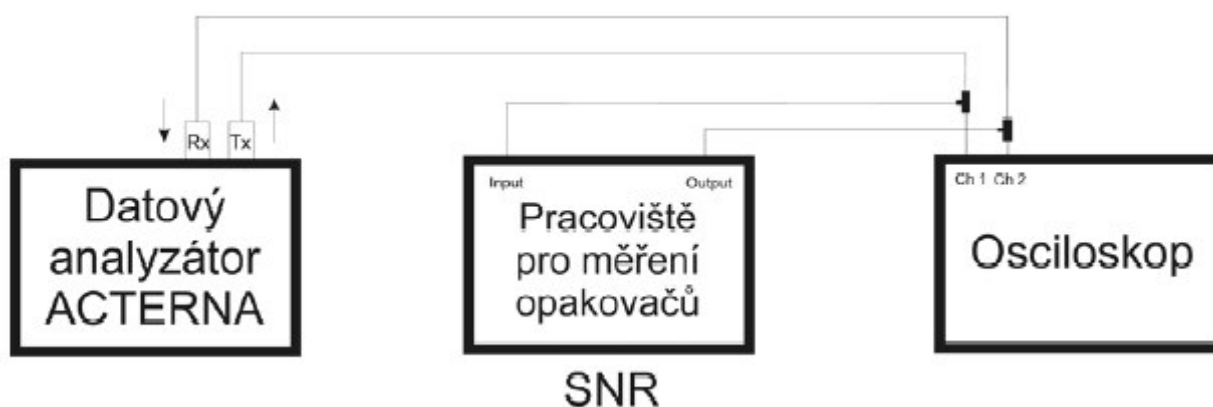 Rx Tx
Datový
analyzátor
ACTERNA
Input Output
Pracoviště
pro měření
opakovačů
SNR
Ch 1 Ch 2
Osciloskop